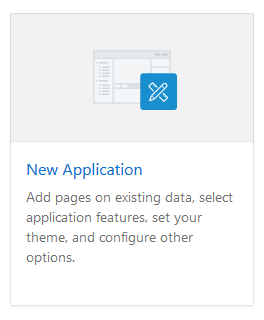 New Application
Add pages on existing data, select
application features, set your
theme, and configure other
options.